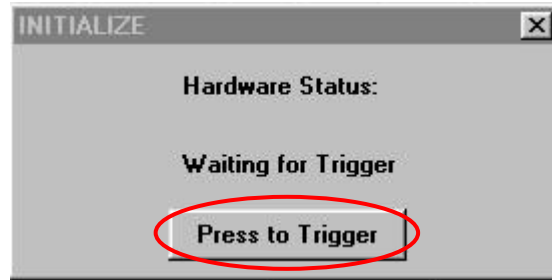 INITIALIZE
Hardware Status:
Waiting for Trigger
Press to Trigger